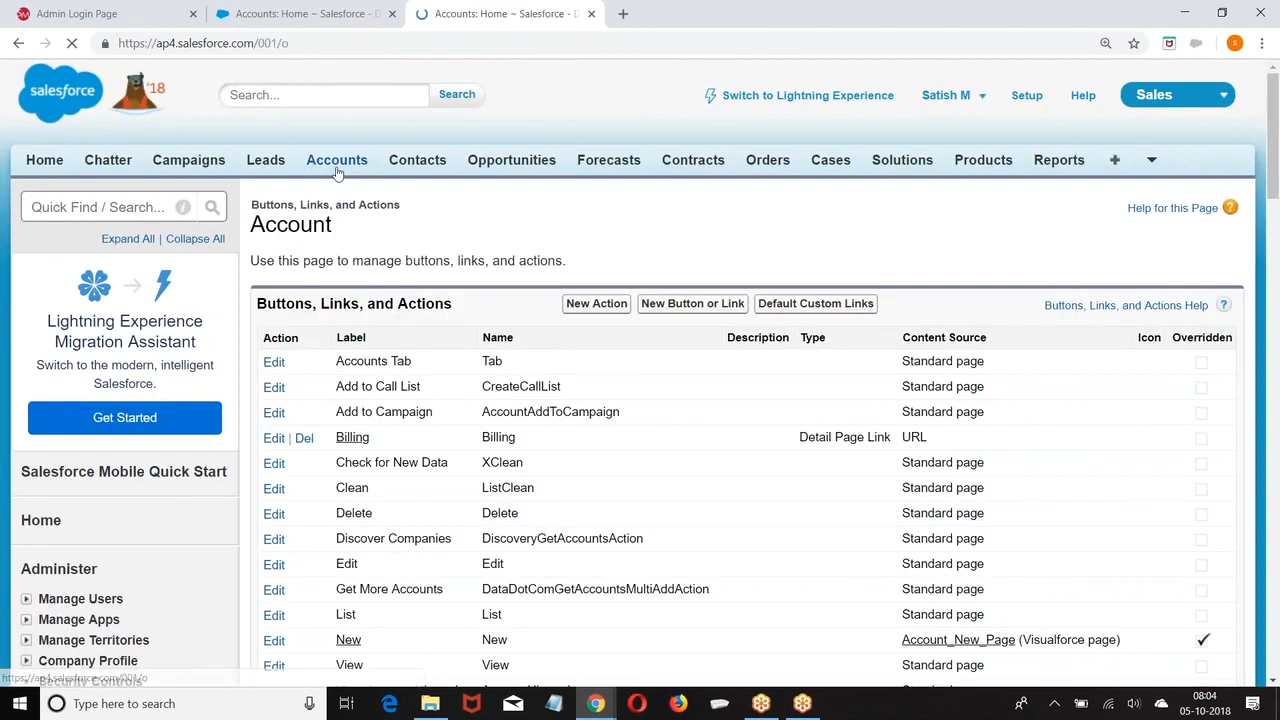 Admin Login Page
Accounts: Home ~ Salesforce - D
Accounts: Home ~ Salesforce - D
https://ap4.salesforce.com/001/o
S
salesforce
'18
Search...
Search
Switch to Lightning Experience
Satish M
Setup
Help
Sales
Home
Chatter
Campaigns
Leads
Accounts
Contacts
Opportunities
Forecasts
Contracts
Orders
Cases
Solutions
Products
Reports
Quick Find / Search...
Expand All | Collapse All
Lightning Experience
Migration Assistant
Switch to the modern, intelligent
Salesforce.
Get Started
Salesforce Mobile Quick Start
Home
Administer
Manage Users
Manage Apps
Manage Territories
Company Profile
Security Controls
Buttons, Links, and Actions
Account
Help for this Page
Use this page to manage buttons, links, and actions.
Buttons, Links, and Actions
New Action
New Button or Link
Default Custom Links
Buttons, Links, and Actions Help
Action Label Name Description Type Content Source Icon Overridden
Edit Accounts Tab Tab Standard page
Edit Add to Call List CreateCallList Standard page
Edit Add to Campaign AccountAddToCampaign Standard page
Edit | Del Billing Billing Detail Page Link URL
Edit Check for New Data XClean Standard page
Edit Clean ListClean Standard page
Edit Delete Delete Standard page
Edit Discover Companies DiscoveryGetAccountsAction Standard page
Edit Edit Edit Standard page
Edit Get More Accounts DataDotComGetAccountsMultiAddAction Standard page
Edit List List Standard page
Edit New New Account_New_Page (Visualforce page)
Edit View View Standard page
https://ap4.salesforce.com/001/o
Type here to search
08:04
05-10-2018